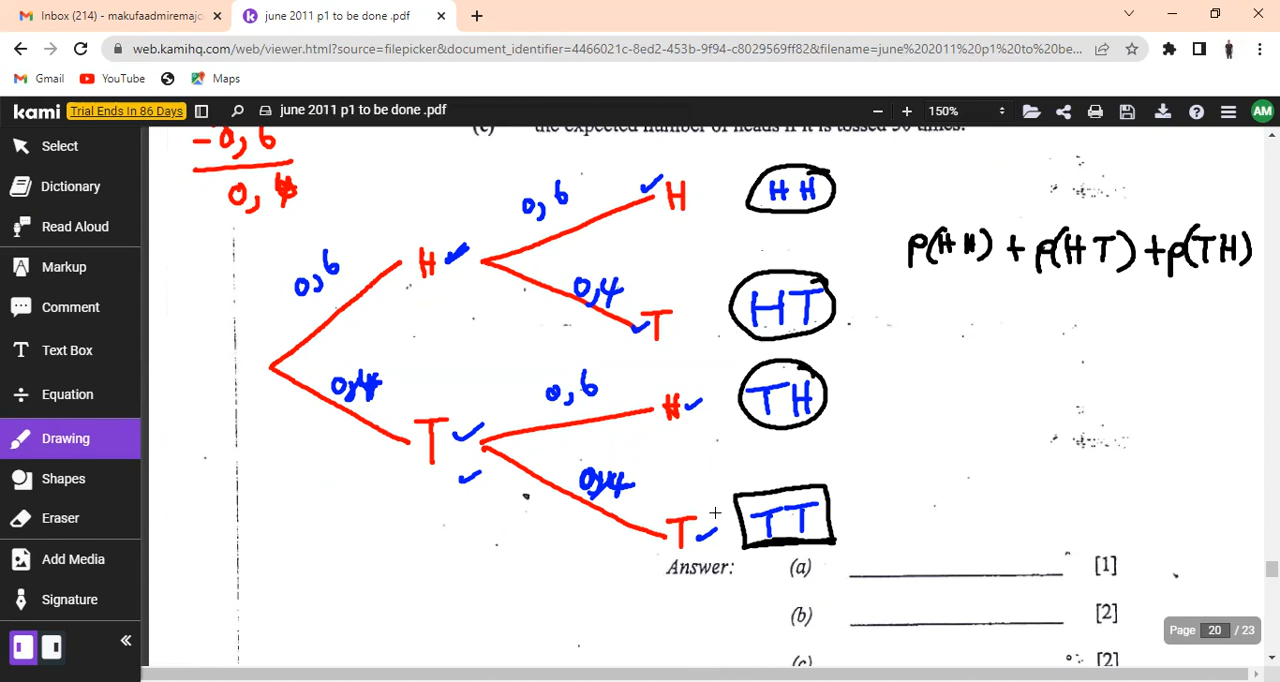 Inbox (214) - makufaadmiremajo
june 2011 p1 to be done .pdf
web.kamihq.com/web/viewer.html?source=filepicker&document_identifier=4466021c-8ed2-453b-9f94-c8029569ff82&filename=june%202011%20p1%20to%20be...
Gmail YouTube Maps
kami Trial Ends In 86 Days june 2011 p1 to be done .pdf 150% AM
Select
Dictionary
Read Aloud
Markup
Comment
Text Box
Equation
Drawing
Shapes
Eraser
Add Media
Signature
the expected number of heads if it is tossed 50 times.
- 0,6
0,4
0,6 H HH
P(HH) + P(HT) + P(TH)
0,6 H
0,4 T HT
0,4 T
0,6 H TH
0,4 T TT
Answer: (a) [1]
(b) [2]
Page 20 / 23
(c) [2]